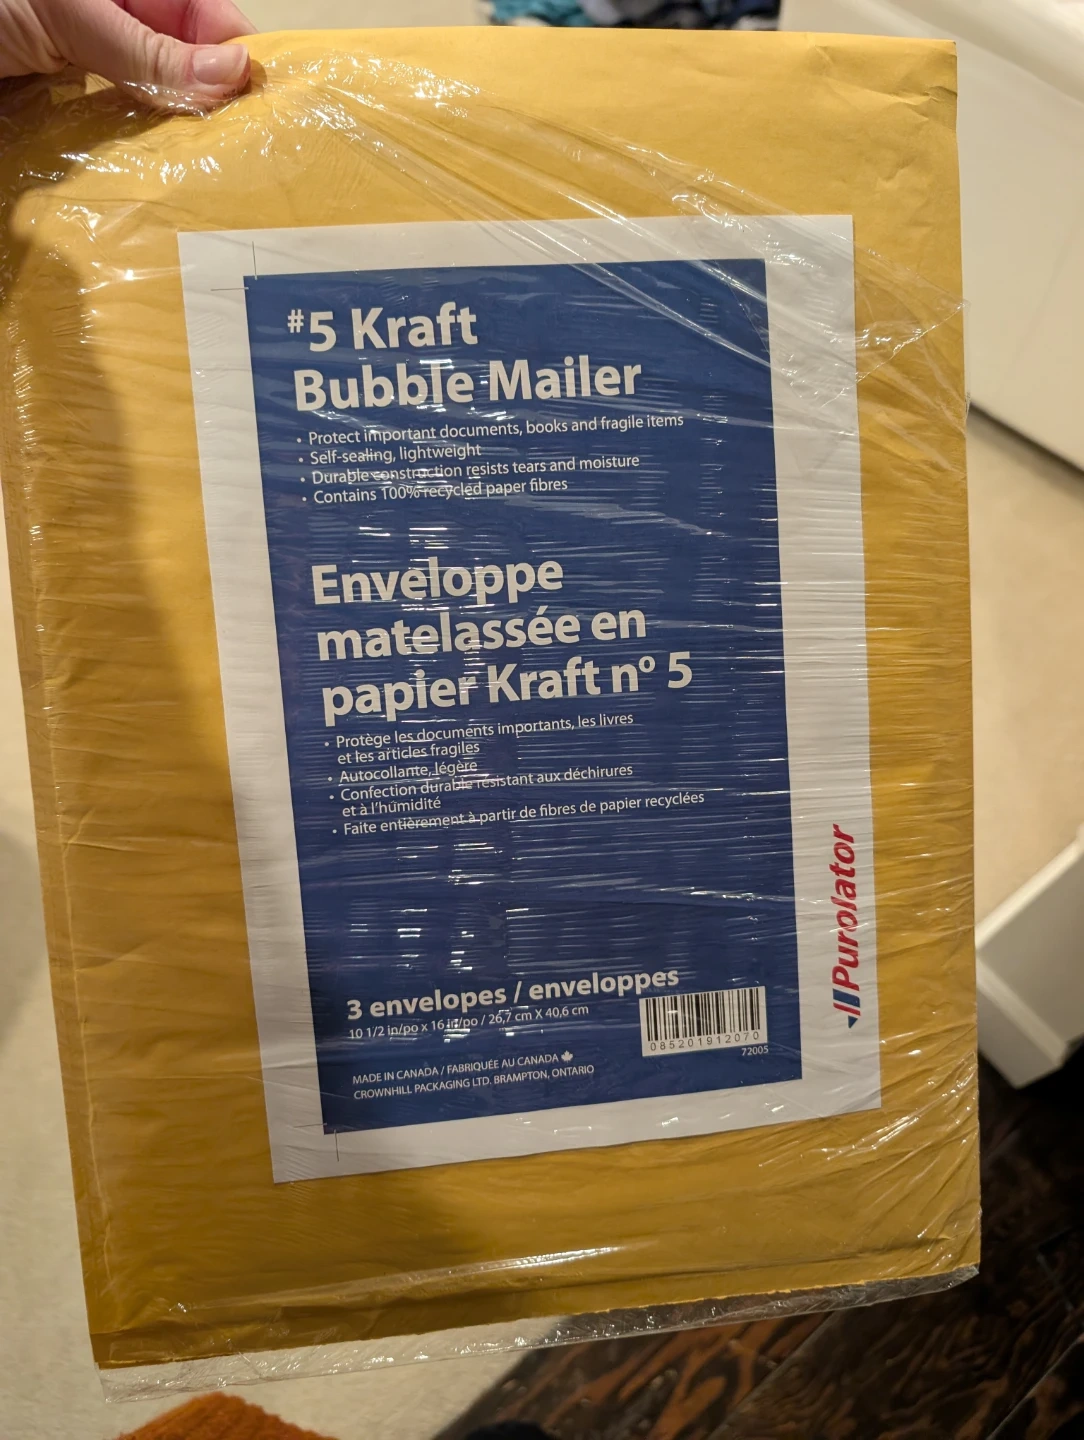 #5 Kraft
Bubble Mailer
• Protect important documents, books and fragile items
• Self-sealing, lightweight
• Durable construction resists tears and moisture
• Contains 100% recycled paper fibres
Enveloppe
matelassée en
papier Kraft nº 5
• Protège les documents importants, les livres
et les articles fragiles
• Autocollante, légère
• Confection durable résistant aux déchirures
et à l'humidité
• Faite entièrement à partir de fibres de papier recyclées
3 envelopes / enveloppes
10 1/2 in/po x 16 in/po / 26,7 cm X 40,6 cm
MADE IN CANADA / FABRIQUÉE AU CANADA
CROWNHILL PACKAGING LTD. BRAMPTON, ONTARIO
085201912070
72005
Purolator